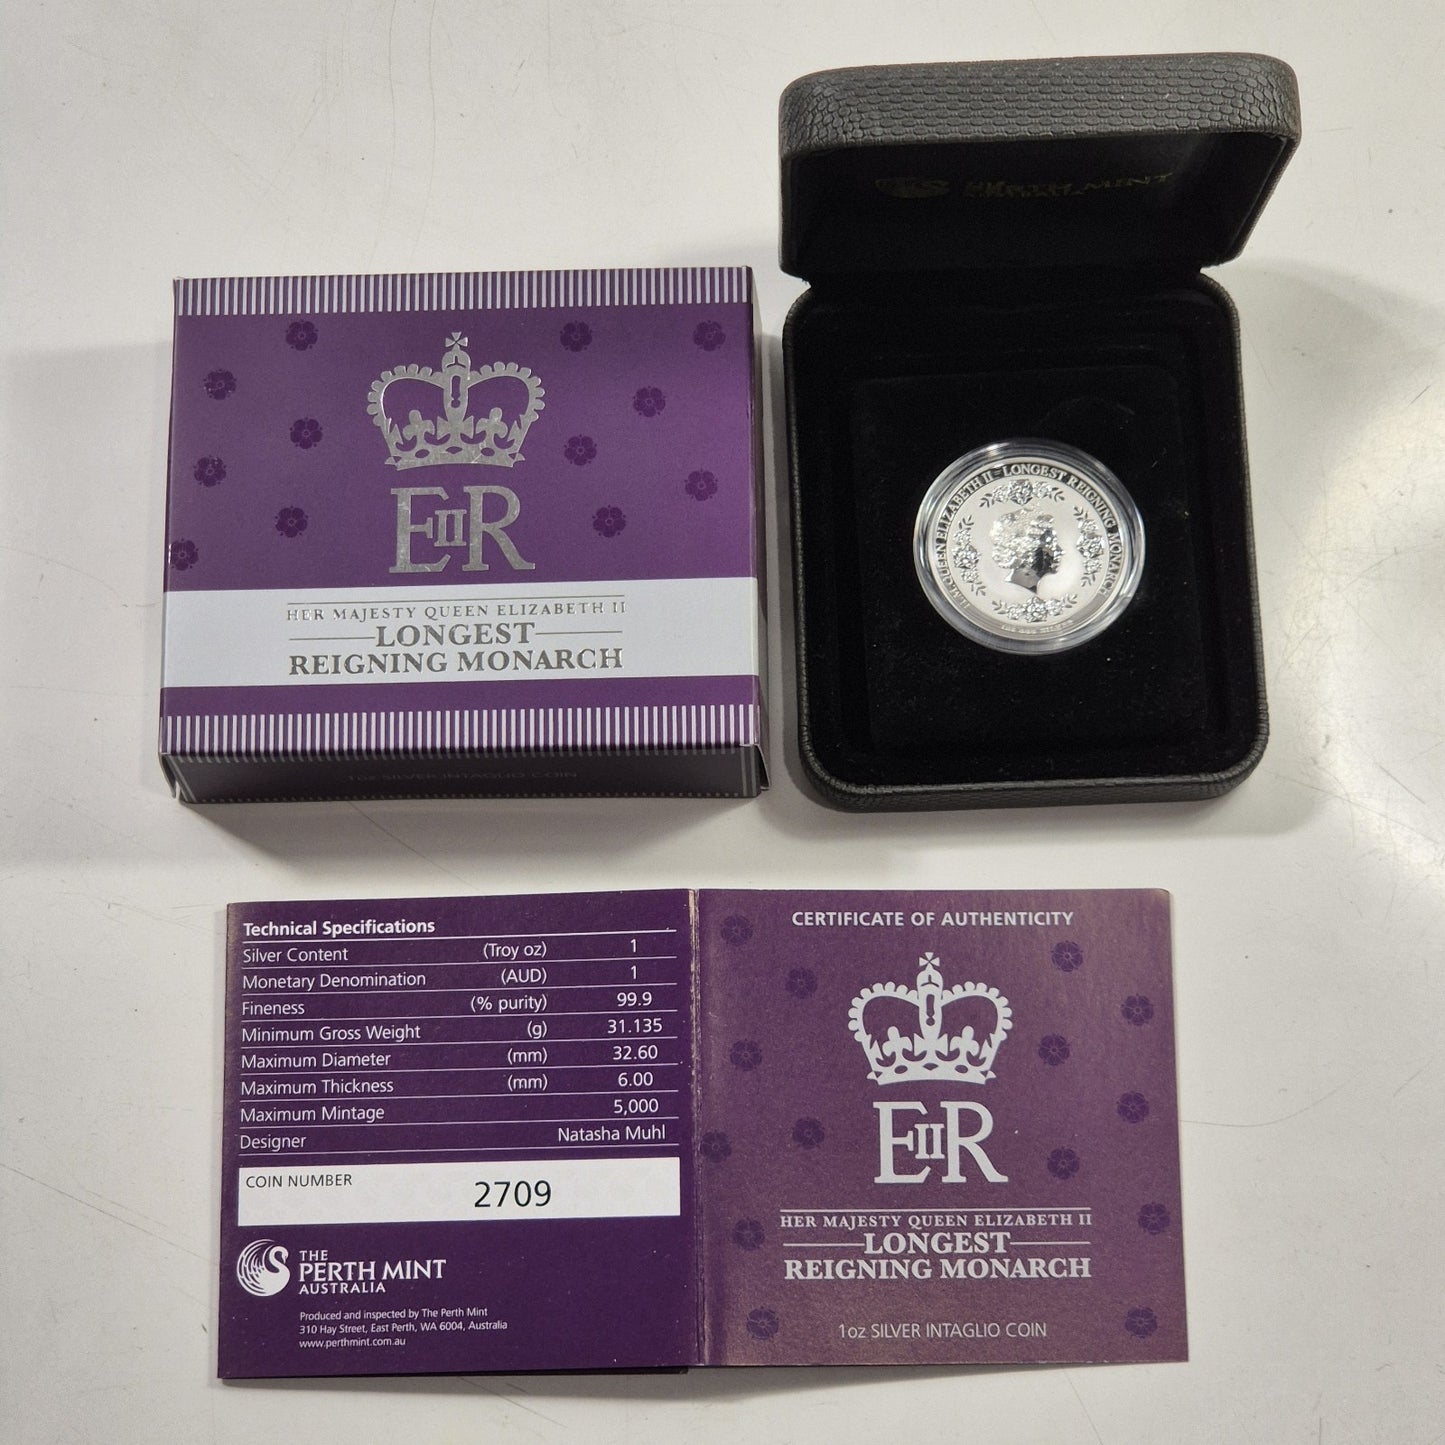 PERTH MINT
EIIR
HER MAJESTY QUEEN ELIZABETH II
LONGEST
REIGNING MONARCH
1oz SILVER INTAGLIO COIN
H.M. QUEEN ELIZABETH II - LONGEST REIGNING MONARCH
1oz 999 SILVER
Technical Specifications
Silver Content (Troy oz) 1
Monetary Denomination (AUD) 1
Fineness (% purity) 99.9
Minimum Gross Weight (g) 31.135
Maximum Diameter (mm) 32.60
Maximum Thickness (mm) 6.00
Maximum Mintage 5,000
Designer Natasha Muhl
COIN NUMBER 2709
THE
PERTH MINT
AUSTRALIA
Produced and inspected by The Perth Mint
310 Hay Street, East Perth, WA 6004, Australia
www.perthmint.com.au
CERTIFICATE OF AUTHENTICITY
EIIR
HER MAJESTY QUEEN ELIZABETH II
LONGEST
REIGNING MONARCH
1oz SILVER INTAGLIO COIN